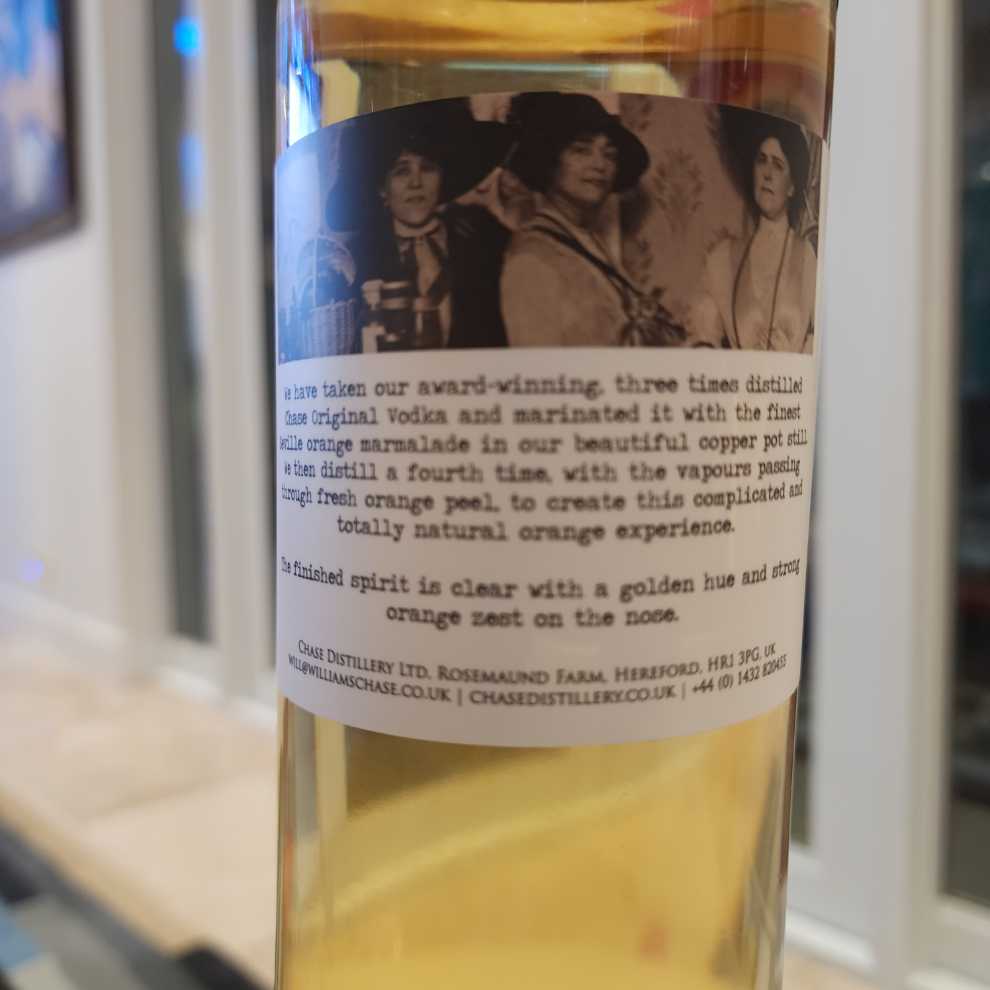 We have taken our award-winning, three times distilled
Chase Original Vodka and marinated it with the finest
Seville orange marmalade in our beautiful copper pot still.
We then distill a fourth time, with the vapours passing
through fresh orange peel, to create this complicated and
totally natural orange experience.
The finished spirit is clear with a golden hue and strong
orange zest on the nose.
Chase Distillery Ltd, Rosemaund Farm, Hereford, HR1 3PG, UK
will@williamschase.co.uk | chasedistillery.co.uk | +44 (0) 1432 820455